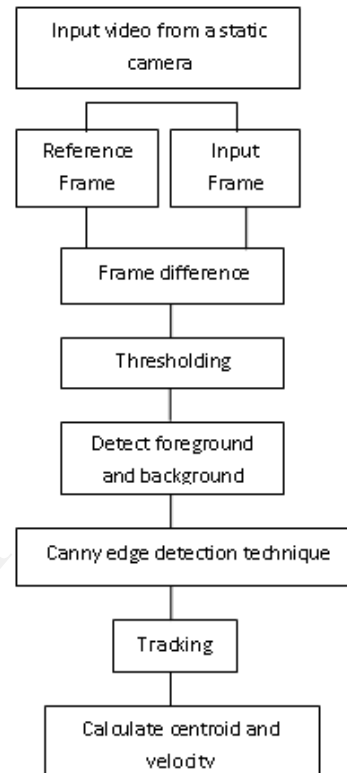 Input video from a static
camera
Reference
Frame
Input
Frame
Frame difference
Thresholding
Detect foreground
and background
Canny edge detection technique
Tracking
Calculate centroid and
velocity